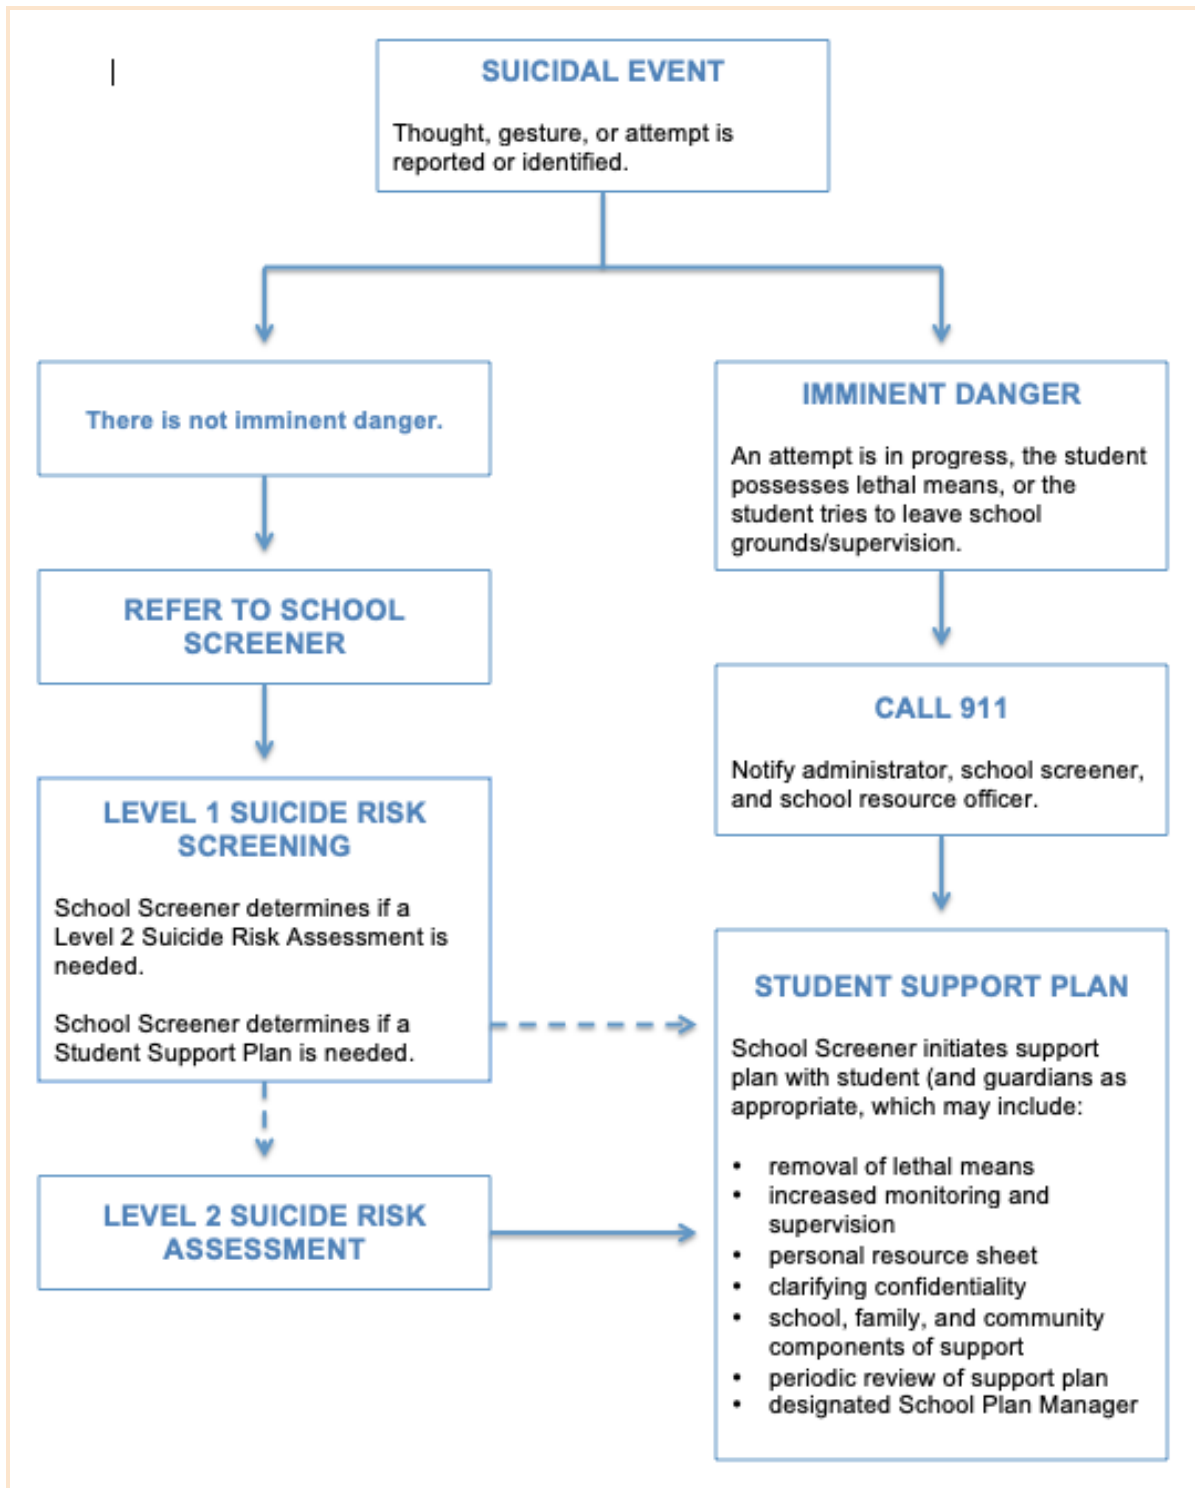 SUICIDAL EVENT
Thought, gesture, or attempt is
reported or identified.
There is not imminent danger.
IMMINENT DANGER
An attempt is in progress, the student
possesses lethal means, or the
student tries to leave school
grounds/supervision.
REFER TO SCHOOL
SCREENER
CALL 911
Notify administrator, school screener,
and school resource officer.
LEVEL 1 SUICIDE RISK
SCREENING
School Screener determines if a
Level 2 Suicide Risk Assessment is
needed.
School Screener determines if a
Student Support Plan is needed.
LEVEL 2 SUICIDE RISK
ASSESSMENT
STUDENT SUPPORT PLAN
School Screener initiates support
plan with student (and guardians as
appropriate, which may include:
• removal of lethal means
• increased monitoring and
supervision
• personal resource sheet
• clarifying confidentiality
• school, family, and community
components of support
• periodic review of support plan
• designated School Plan Manager